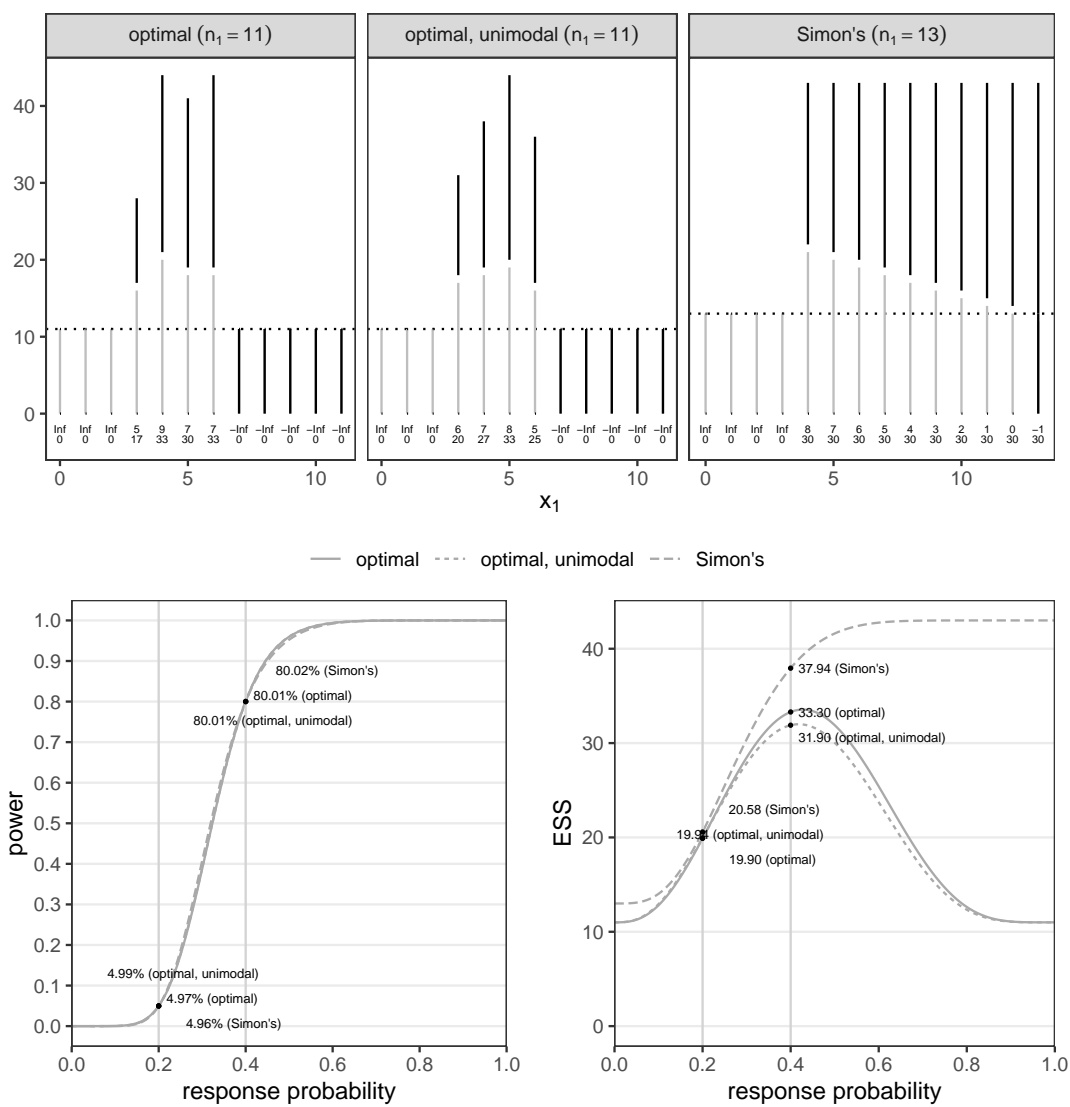 optimal (n₁ = 11)
optimal, unimodal (n₁ = 11)
Simon's (n₁ = 13)
40
30
20
10
0
Inf Inf Inf 5 9 7 7 −Inf −Inf −Inf −Inf −Inf
0 0 0 17 33 30 33 0 0 0 0 0
Inf Inf Inf 6 7 8 5 −Inf −Inf −Inf −Inf −Inf
0 0 0 20 27 33 25 0 0 0 0 0
Inf Inf Inf Inf 8 7 6 5 4 3 2 1 0 −1
0 0 0 0 30 30 30 30 30 30 30 30 30 30
0 5 10
0 5 10
0 5 10
x₁
optimal optimal, unimodal Simon's
power
1.0
0.9
0.8
0.7
0.6
0.5
0.4
0.3
0.2
0.1
0.0
80.02% (Simon's)
80.01% (optimal)
80.01% (optimal, unimodal)
4.99% (optimal, unimodal)
4.97% (optimal)
4.96% (Simon's)
0.0 0.2 0.4 0.6 0.8 1.0
response probability
ESS
40
30
20
10
0
37.94 (Simon's)
33.30 (optimal)
31.90 (optimal, unimodal)
20.58 (Simon's)
19.94 (optimal, unimodal)
19.90 (optimal)
0.0 0.2 0.4 0.6 0.8 1.0
response probability